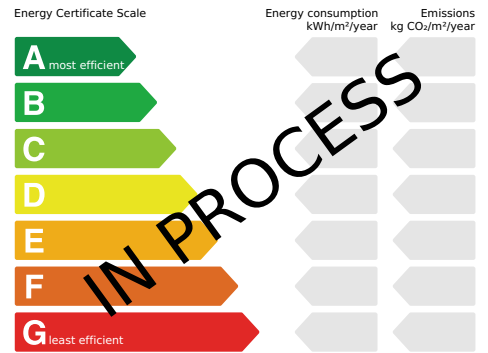 Energy Certificate Scale
Energy consumption
kWh/m²/year
Emissions
kg CO₂/m²/year
A most efficient
B
C
D
E
F
G least efficient
IN PROCESS